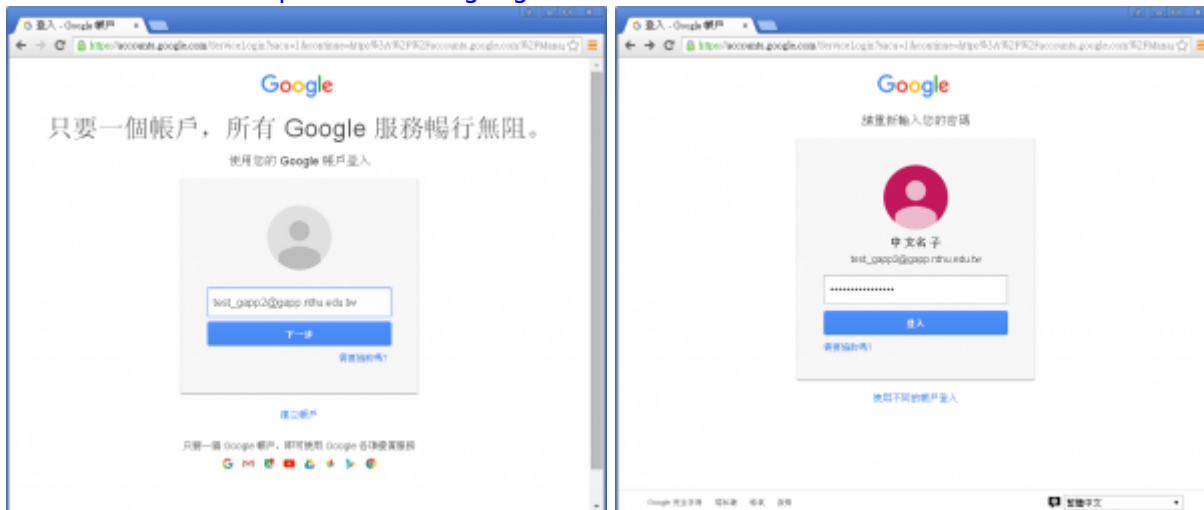 登入 - Google 帳戶
Google
只要一個帳戶，所有 Google 服務暢行無阻。
使用您的 Google 帳戶登入
test_gapp2@gapp.nthu.edu.tw
下一步
需要協助嗎?
建立帳戶
只要一個 Google 帳戶，即可使用 Google 各項優質服務
登入 - Google 帳戶
Google
請重新輸入您的密碼
中文名子
test_gapp2@gapp.nthu.edu.tw
登入
需要協助嗎?
使用不同的帳戶登入
繁體中文